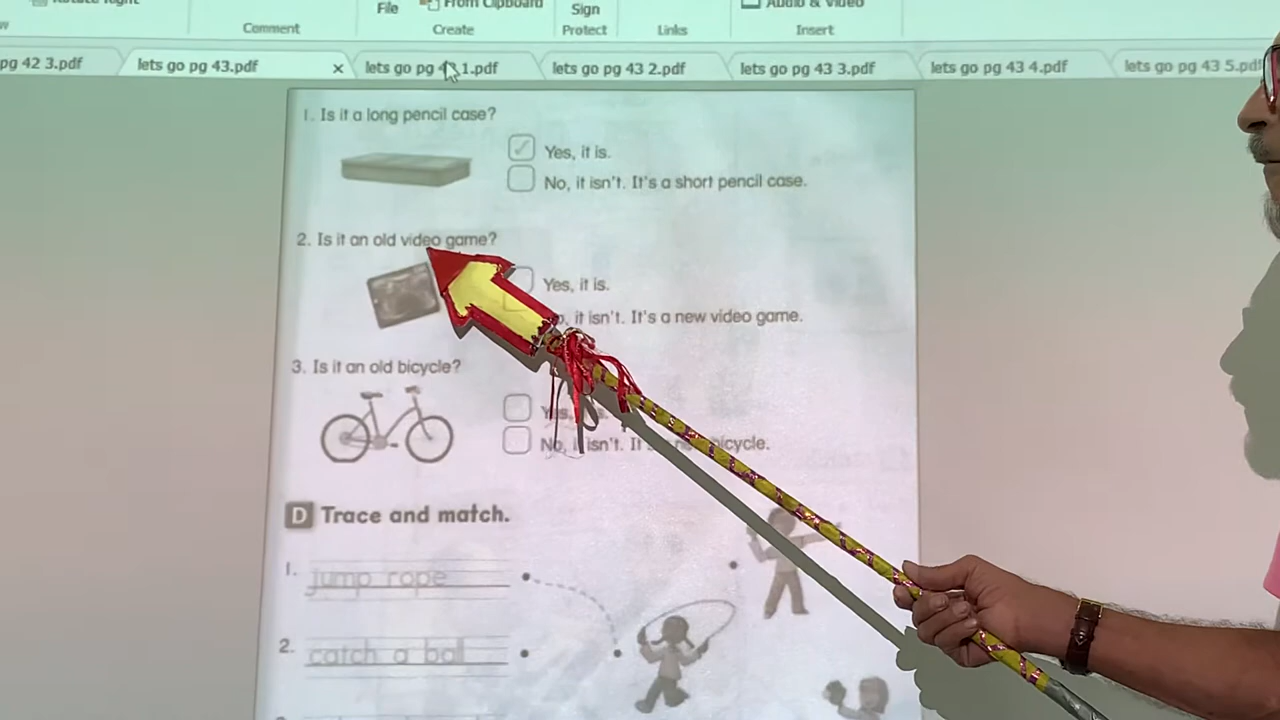 File
From Clipboard
Sign
Audio & Video
Comment
Create
Protect
Links
Insert
pg 42 3.pdf
lets go pg 43.pdf
lets go pg 43 1.pdf
lets go pg 43 2.pdf
lets go pg 43 3.pdf
lets go pg 43 4.pdf
lets go pg 43 5.pdf
1. Is it a long pencil case?
Yes, it is.
No, it isn't. It's a short pencil case.
2. Is it an old video game?
Yes, it is.
it isn't. It's a new video game.
3. Is it an old bicycle?
Yes,
No, isn't. It bicycle.
D Trace and match.
1. jump rope
2. catch a ball